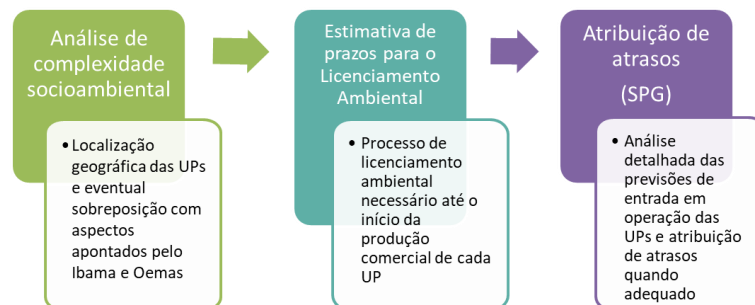 Análise de
complexidade
socioambiental
• Localização
geográfica das UPs
e eventual
sobreposição com
aspectos
apontados pelo
Ibama e Oemas
Estimativa de
prazos para o
Licenciamento
Ambiental
• Processo de
licenciamento
ambiental
necessário até o
início da
produção
comercial de cada
UP
Atribuição de
atrasos
(SPG)
• Análise
detalhada das
previsões de
entrada em
operação das
UPs e atribuição
de atrasos
quando
adequado